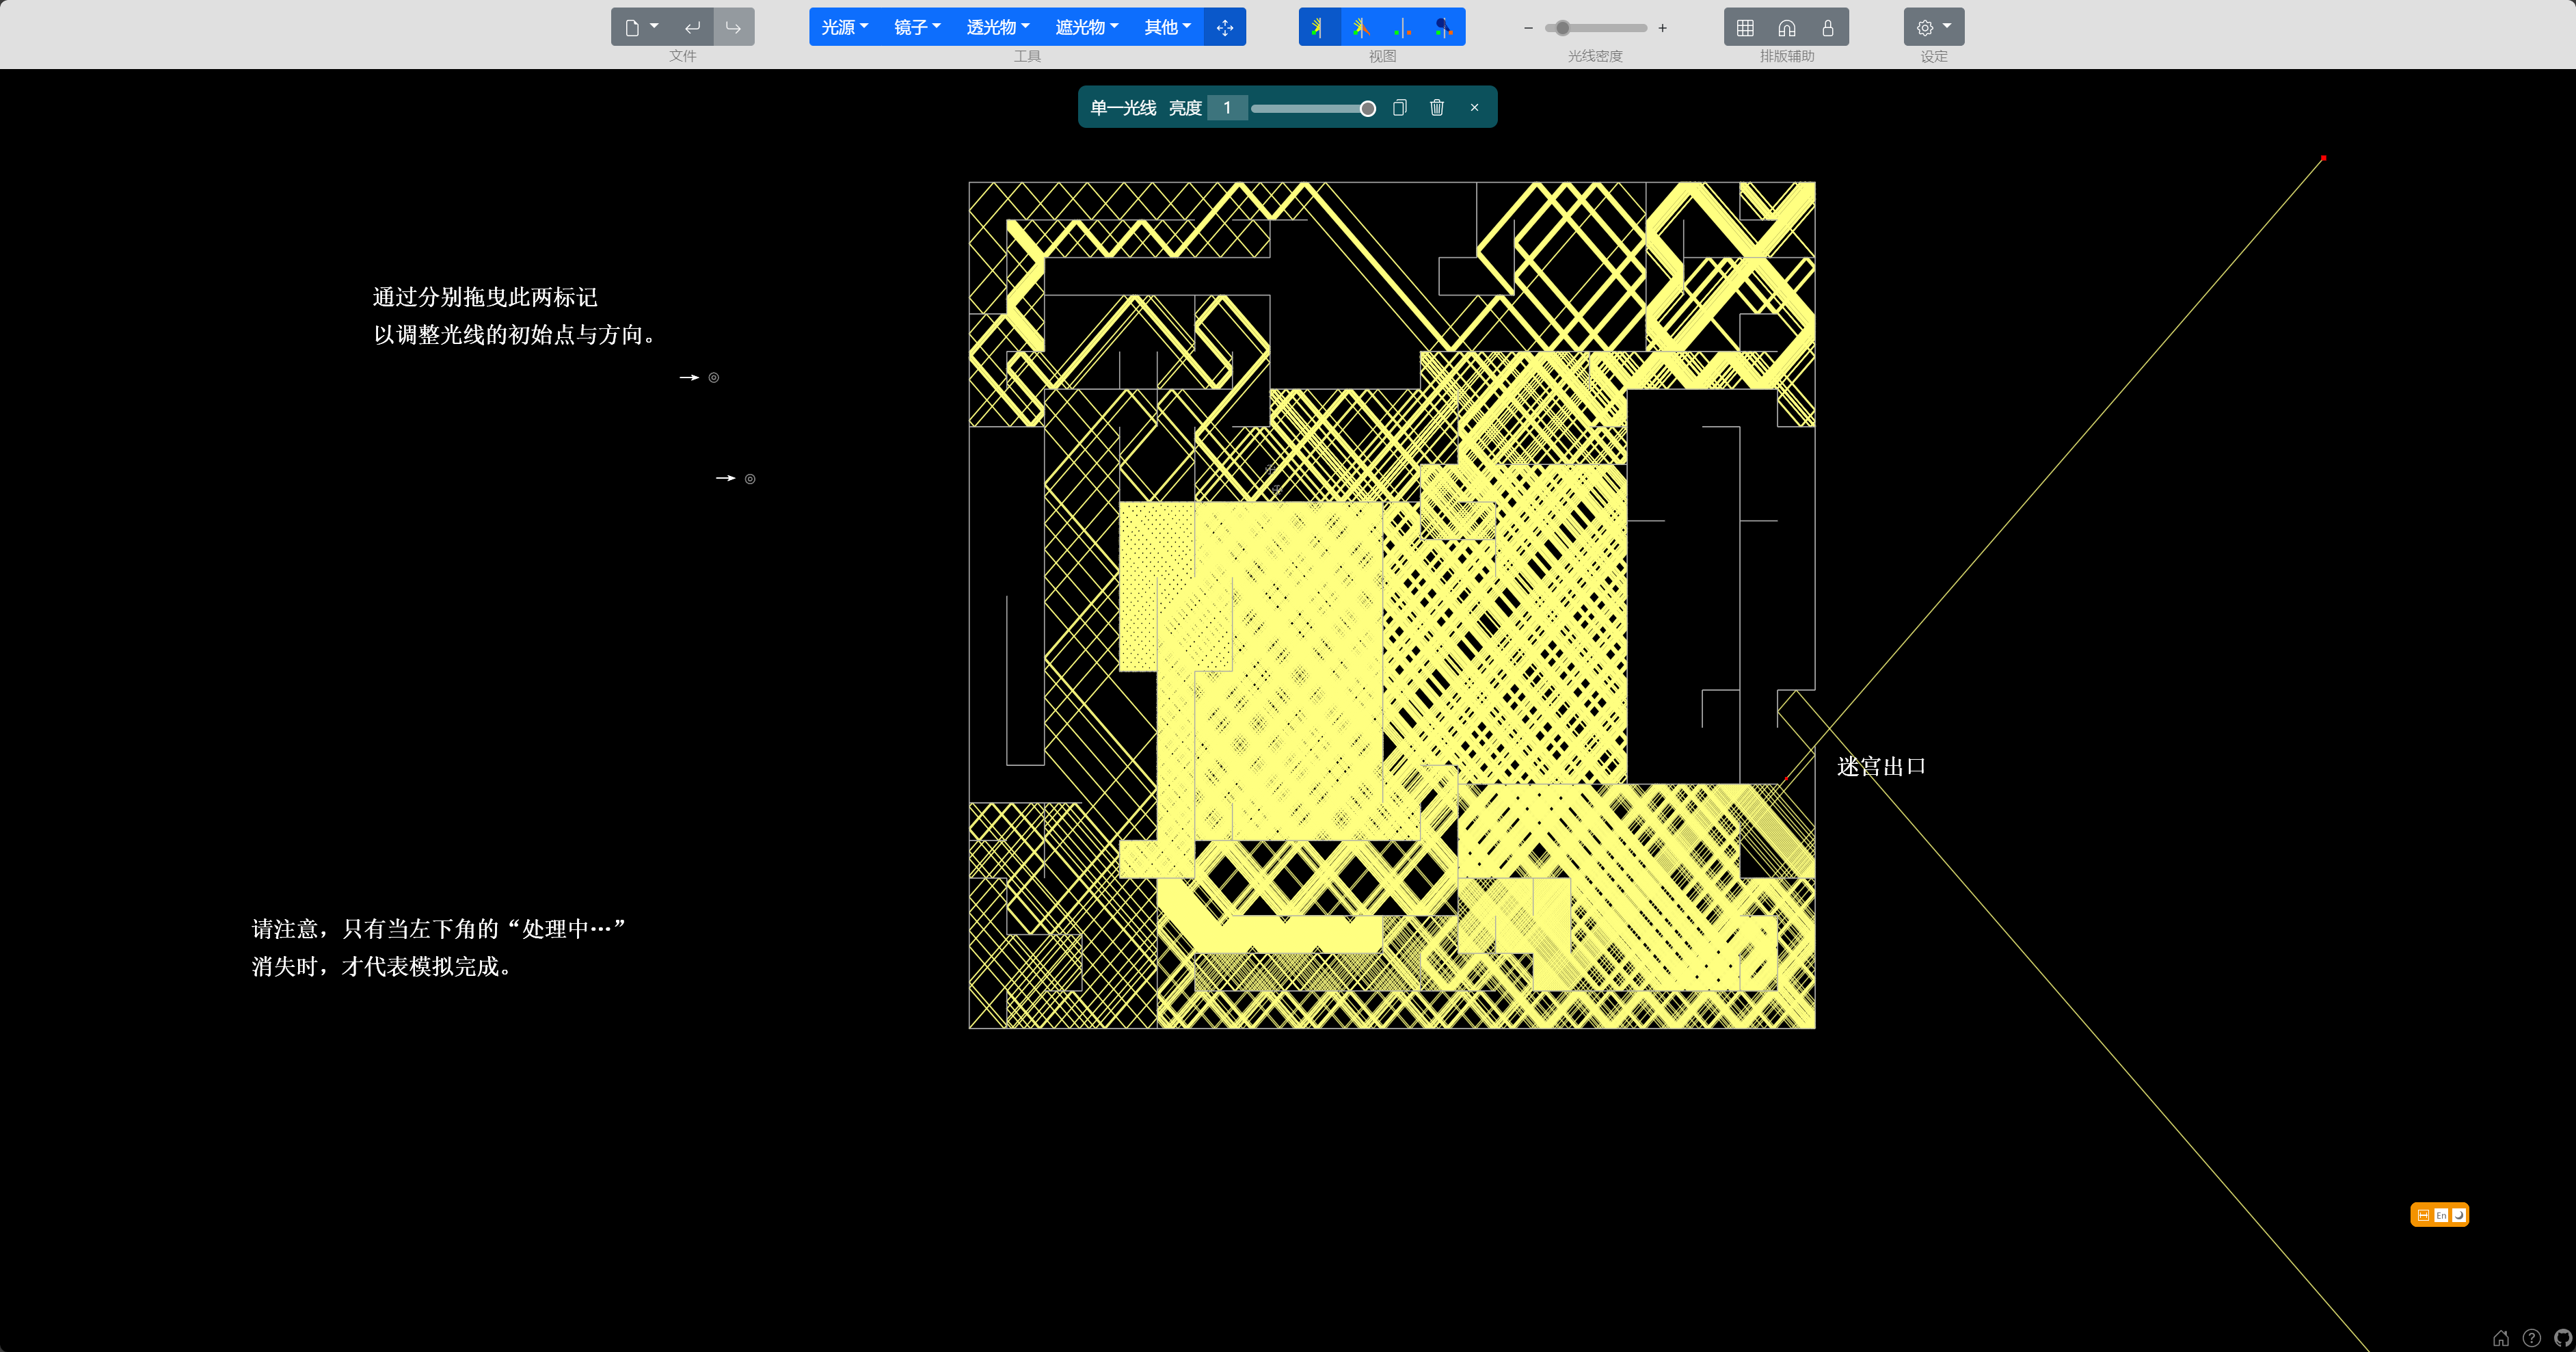 光源 镜子 透光物 遮光物 其他
文件 工具 视图 光线密度 排版辅助 设定
单一光线 亮度 1
通过分别拖曳此两标记
以调整光线的初始点与方向。
迷宫出口
请注意，只有当左下角的“处理中…”
消失时，才代表模拟完成。
En